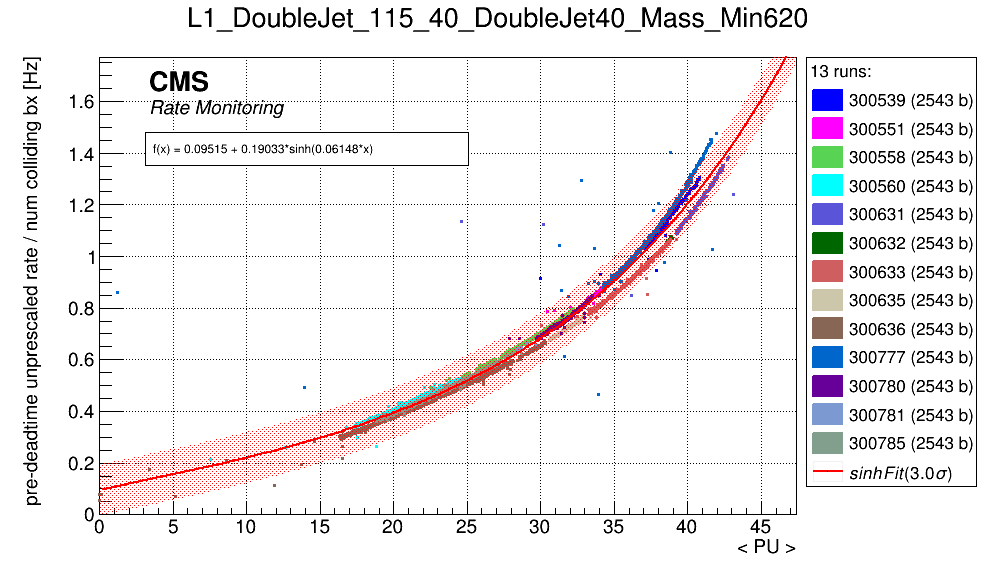 L1_DoubleJet_115_40_DoubleJet40_Mass_Min620
pre-deadtime unprescaled rate / num colliding bx [Hz]
CMS
Rate Monitoring
f(x) = 0.09515 + 0.19033*sinh(0.06148*x)
1.6
1.4
1.2
1
0.8
0.6
0.4
0.2
0
0 5 10 15 20 25 30 35 40 45
< PU >
13 runs:
300539 (2543 b)
300551 (2543 b)
300558 (2543 b)
300560 (2543 b)
300631 (2543 b)
300632 (2543 b)
300633 (2543 b)
300635 (2543 b)
300636 (2543 b)
300777 (2543 b)
300780 (2543 b)
300781 (2543 b)
300785 (2543 b)
sinhFit(3.0σ)